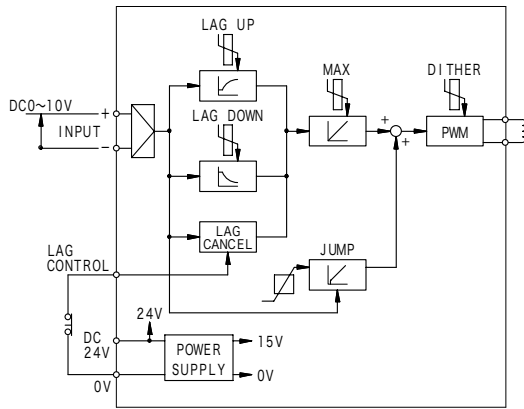 LAG UP
MAX
DITHER
DC0~10V
+
INPUT
−
LAG DOWN
+
+
PWM
LAG
CANCEL
LAG
CONTROL
JUMP
24V
DC
24V
POWER
SUPPLY
15V
0V
0V